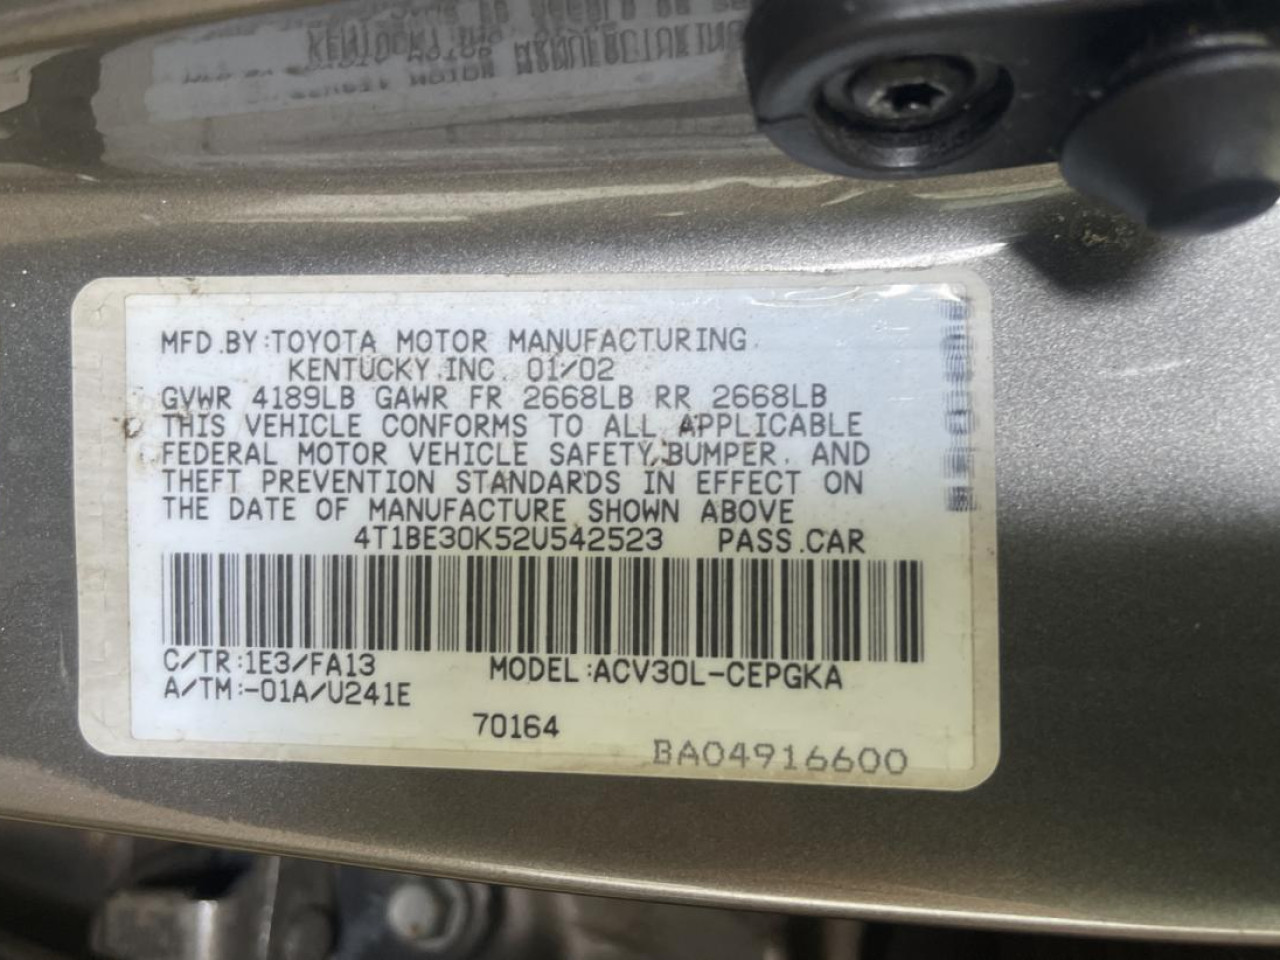 MFD.BY:TOYOTA MOTOR MANUFACTURING.
KENTUCKY,INC. 01/02
GVWR 4189LB GAWR FR 2668LB RR 2668LB
THIS VEHICLE CONFORMS TO ALL APPLICABLE
FEDERAL MOTOR VEHICLE SAFETY,BUMPER, AND
THEFT PREVENTION STANDARDS IN EFFECT ON
THE DATE OF MANUFACTURE SHOWN ABOVE
4T1BE30K52U542523 PASS.CAR
C/TR:1E3/FA13 MODEL:ACV30L-CEPGKA
A/TM:-01A/U241E
70164
BA04916600